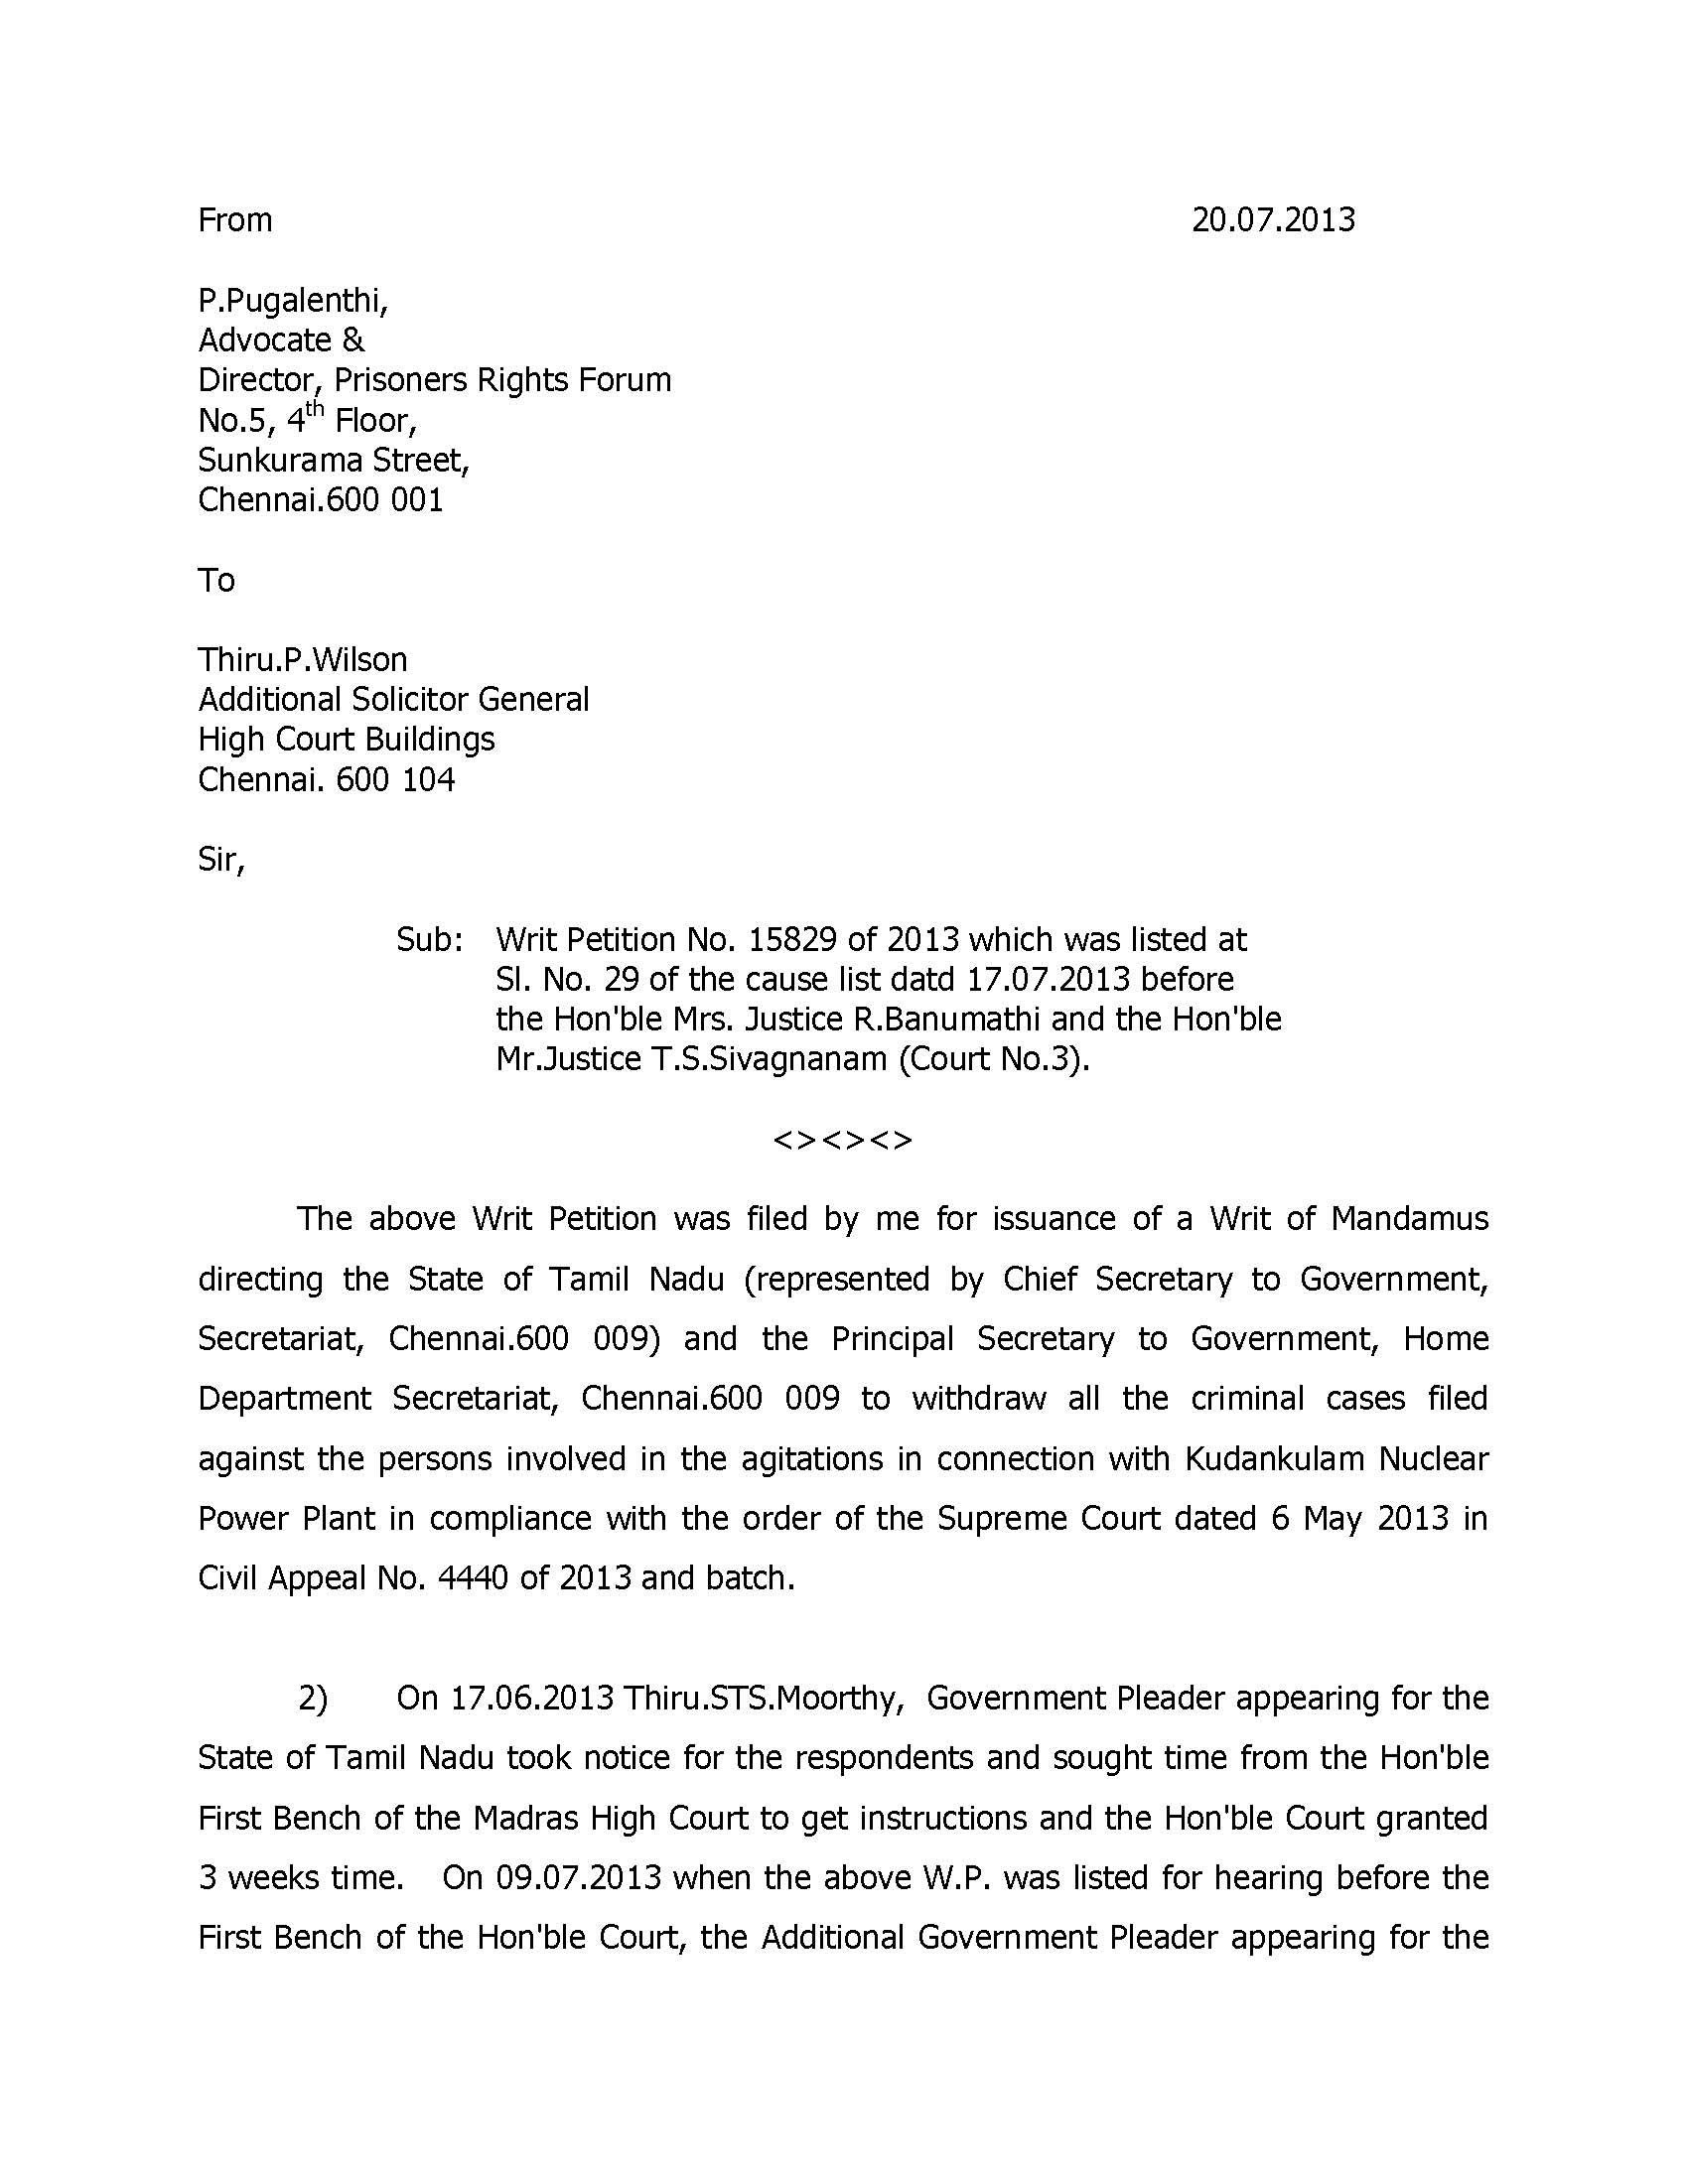 From 20.07.2013
P.Pugalenthi,
Advocate &
Director, Prisoners Rights Forum
No.5, 4th Floor,
Sunkurama Street,
Chennai.600 001
To
Thiru.P.Wilson
Additional Solicitor General
High Court Buildings
Chennai. 600 104
Sir,
Sub: Writ Petition No. 15829 of 2013 which was listed at
Sl. No. 29 of the cause list datd 17.07.2013 before
the Hon'ble Mrs. Justice R.Banumathi and the Hon'ble
Mr.Justice T.S.Sivagnanam (Court No.3).
<><><>
The above Writ Petition was filed by me for issuance of a Writ of Mandamus
directing the State of Tamil Nadu (represented by Chief Secretary to Government,
Secretariat, Chennai.600 009) and the Principal Secretary to Government, Home
Department Secretariat, Chennai.600 009 to withdraw all the criminal cases filed
against the persons involved in the agitations in connection with Kudankulam Nuclear
Power Plant in compliance with the order of the Supreme Court dated 6 May 2013 in
Civil Appeal No. 4440 of 2013 and batch.
2) On 17.06.2013 Thiru.STS.Moorthy, Government Pleader appearing for the
State of Tamil Nadu took notice for the respondents and sought time from the Hon'ble
First Bench of the Madras High Court to get instructions and the Hon'ble Court granted
3 weeks time. On 09.07.2013 when the above W.P. was listed for hearing before the
First Bench of the Hon'ble Court, the Additional Government Pleader appearing for the